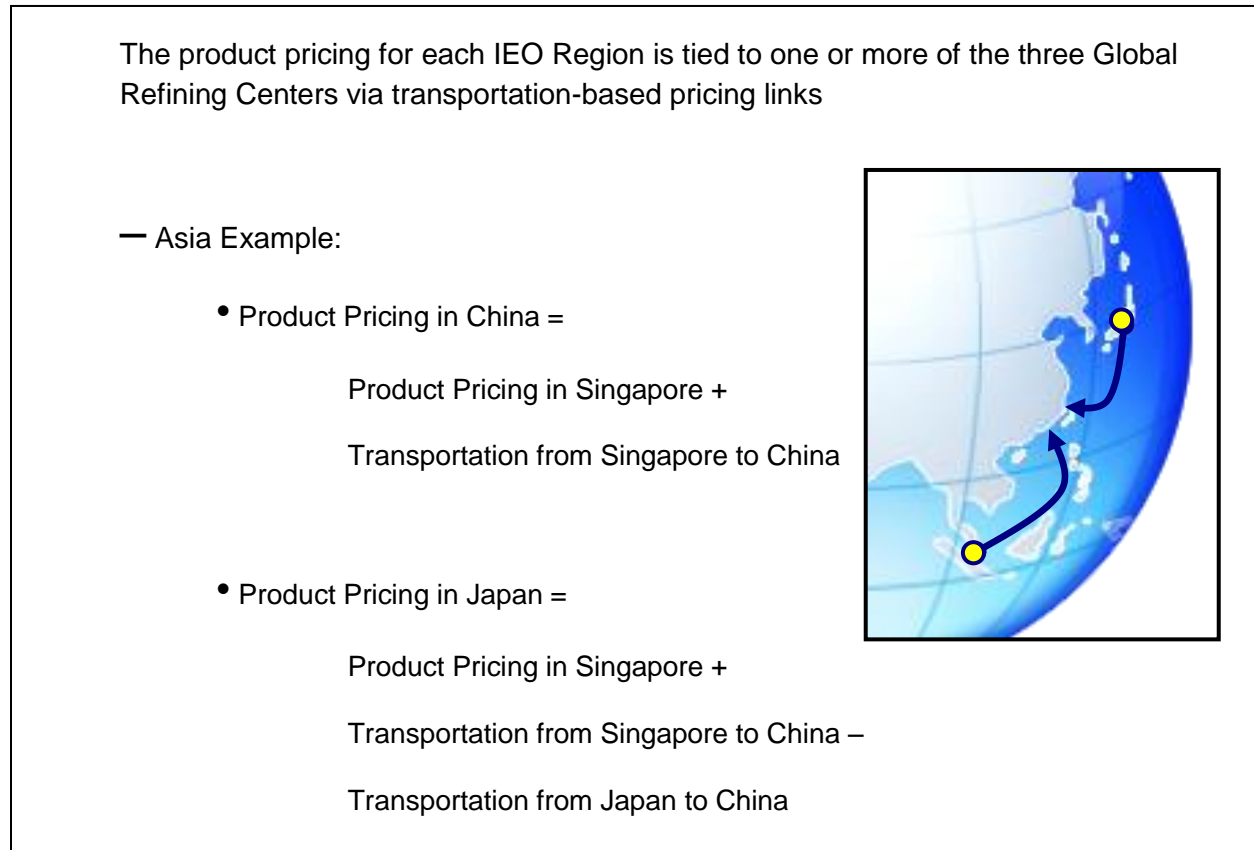 The product pricing for each IEO Region is tied to one or more of the three Global
Refining Centers via transportation-based pricing links
– Asia Example:
• Product Pricing in China =
Product Pricing in Singapore +
Transportation from Singapore to China
• Product Pricing in Japan =
Product Pricing in Singapore +
Transportation from Singapore to China –
Transportation from Japan to China